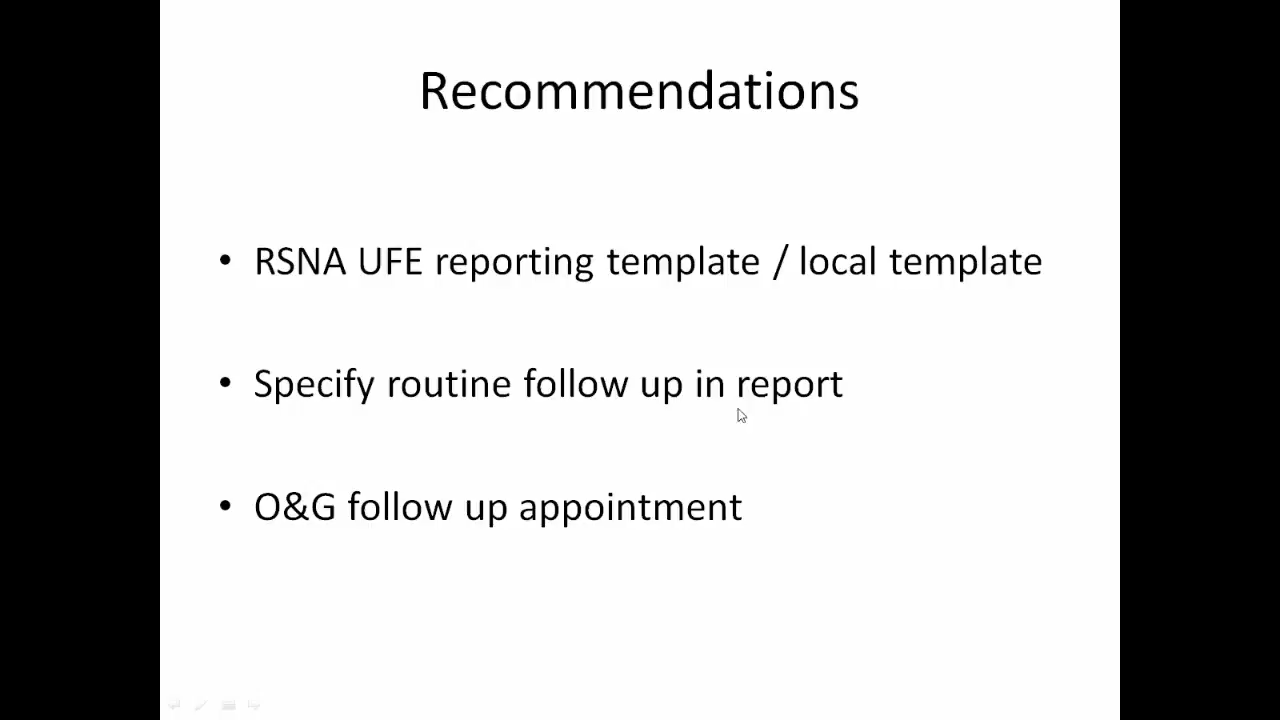 Recommendations
• RSNA UFE reporting template / local template
• Specify routine follow up in report
• O&G follow up appointment